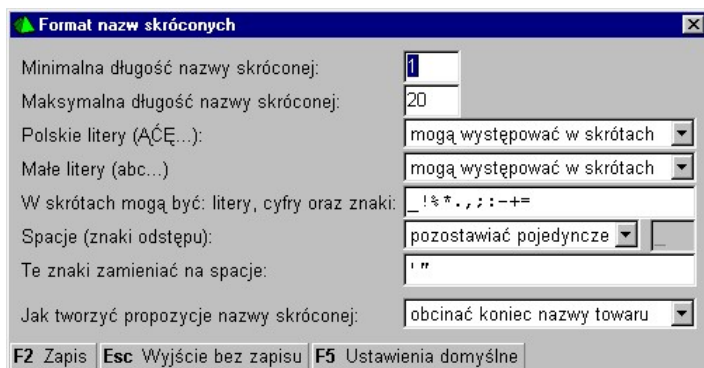 Format nazw skróconych
Minimalna długość nazwy skróconej: 1
Maksymalna długość nazwy skróconej: 20
Polskie litery (ĄĆĘ...): mogą występować w skrótach
Małe litery (abc...) mogą występować w skrótach
W skrótach mogą być: litery, cyfry oraz znaki: _!%*.,;:-+=
Spacje (znaki odstępu): pozostawiać pojedyncze _
Te znaki zamieniać na spacje: '"
Jak tworzyć propozycje nazwy skróconej: obcinać koniec nazwy towaru
F2 Zapis Esc Wyjście bez zapisu F5 Ustawienia domyślne